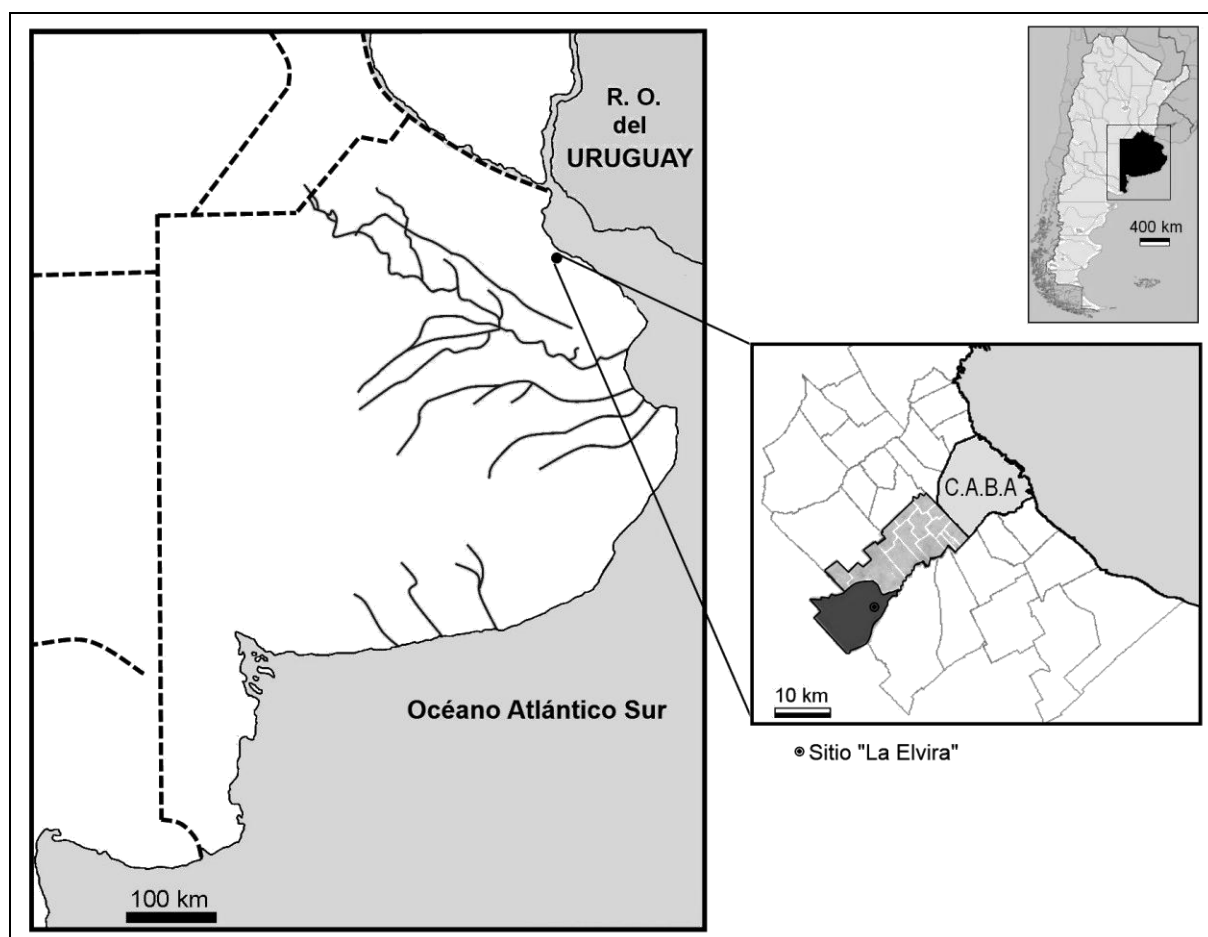 R. O.
del
URUGUAY
Océano Atlántico Sur
100 km
400 km
C.A.B.A
10 km
Sitio "La Elvira"